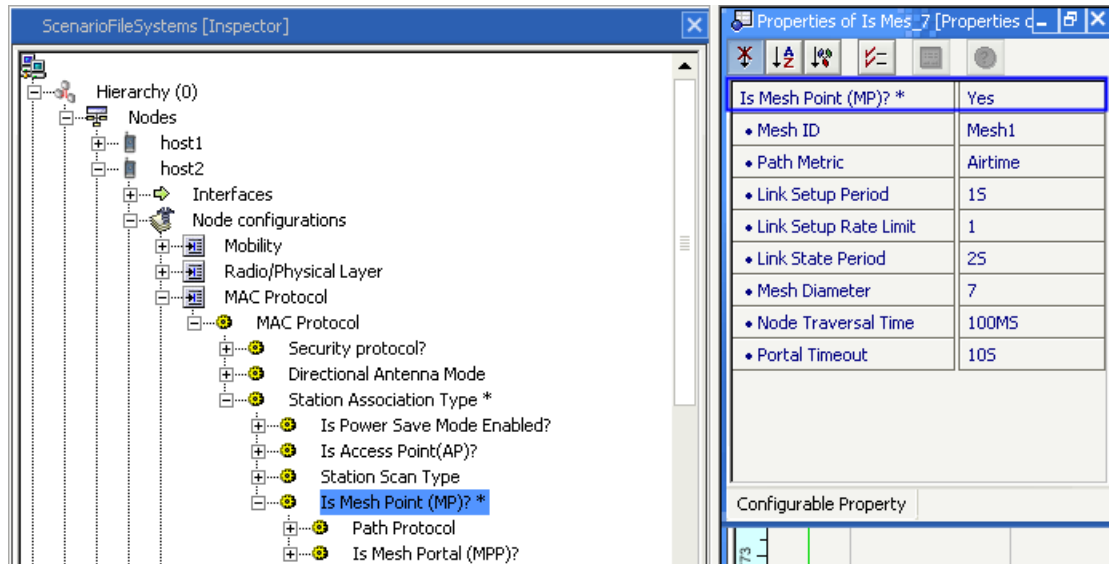 ScenarioFileSystems [Inspector]
Hierarchy (0)
Nodes
host1
host2
Interfaces
Node configurations
Mobility
Radio/Physical Layer
MAC Protocol
MAC Protocol
Security protocol?
Directional Antenna Mode
Station Association Type *
Is Power Save Mode Enabled?
Is Access Point(AP)?
Station Scan Type
Is Mesh Point (MP)? *
Path Protocol
Is Mesh Portal (MPP)?
Properties of Is Mes_7 [Properties
Is Mesh Point (MP)? * Yes
• Mesh ID Mesh1
• Path Metric Airtime
• Link Setup Period 1S
• Link Setup Rate Limit 1
• Link State Period 2S
• Mesh Diameter 7
• Node Traversal Time 100MS
• Portal Timeout 10S
Configurable Property
73